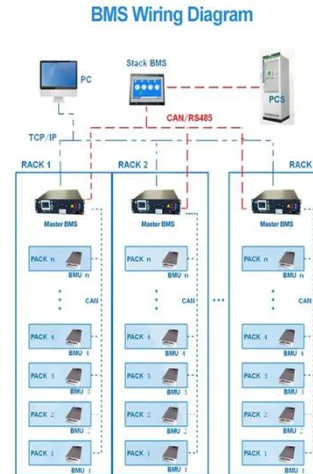 BMS Wiring Diagram
Stack BMS
PC
PCS
CAN/RS485
TCP/IP
RACK 1
RACK 2
RACK
Master BMS
Master BMS
Master BMS
PACK n
BMU n
PACK n
BMU n
PACK n
BMU n
CAN
CAN
CAN
PACK 4
BMU 4
PACK 4
BMU 4
PACK 4
BMU 4
PACK 3
BMU 3
PACK 3
BMU 3
PACK 3
BMU 3
PACK 2
BMU 2
PACK 2
BMU 2
PACK 2
BMU 2
PACK 1
BMU 1
PACK 1
BMU 1
PACK 1
BMU 1